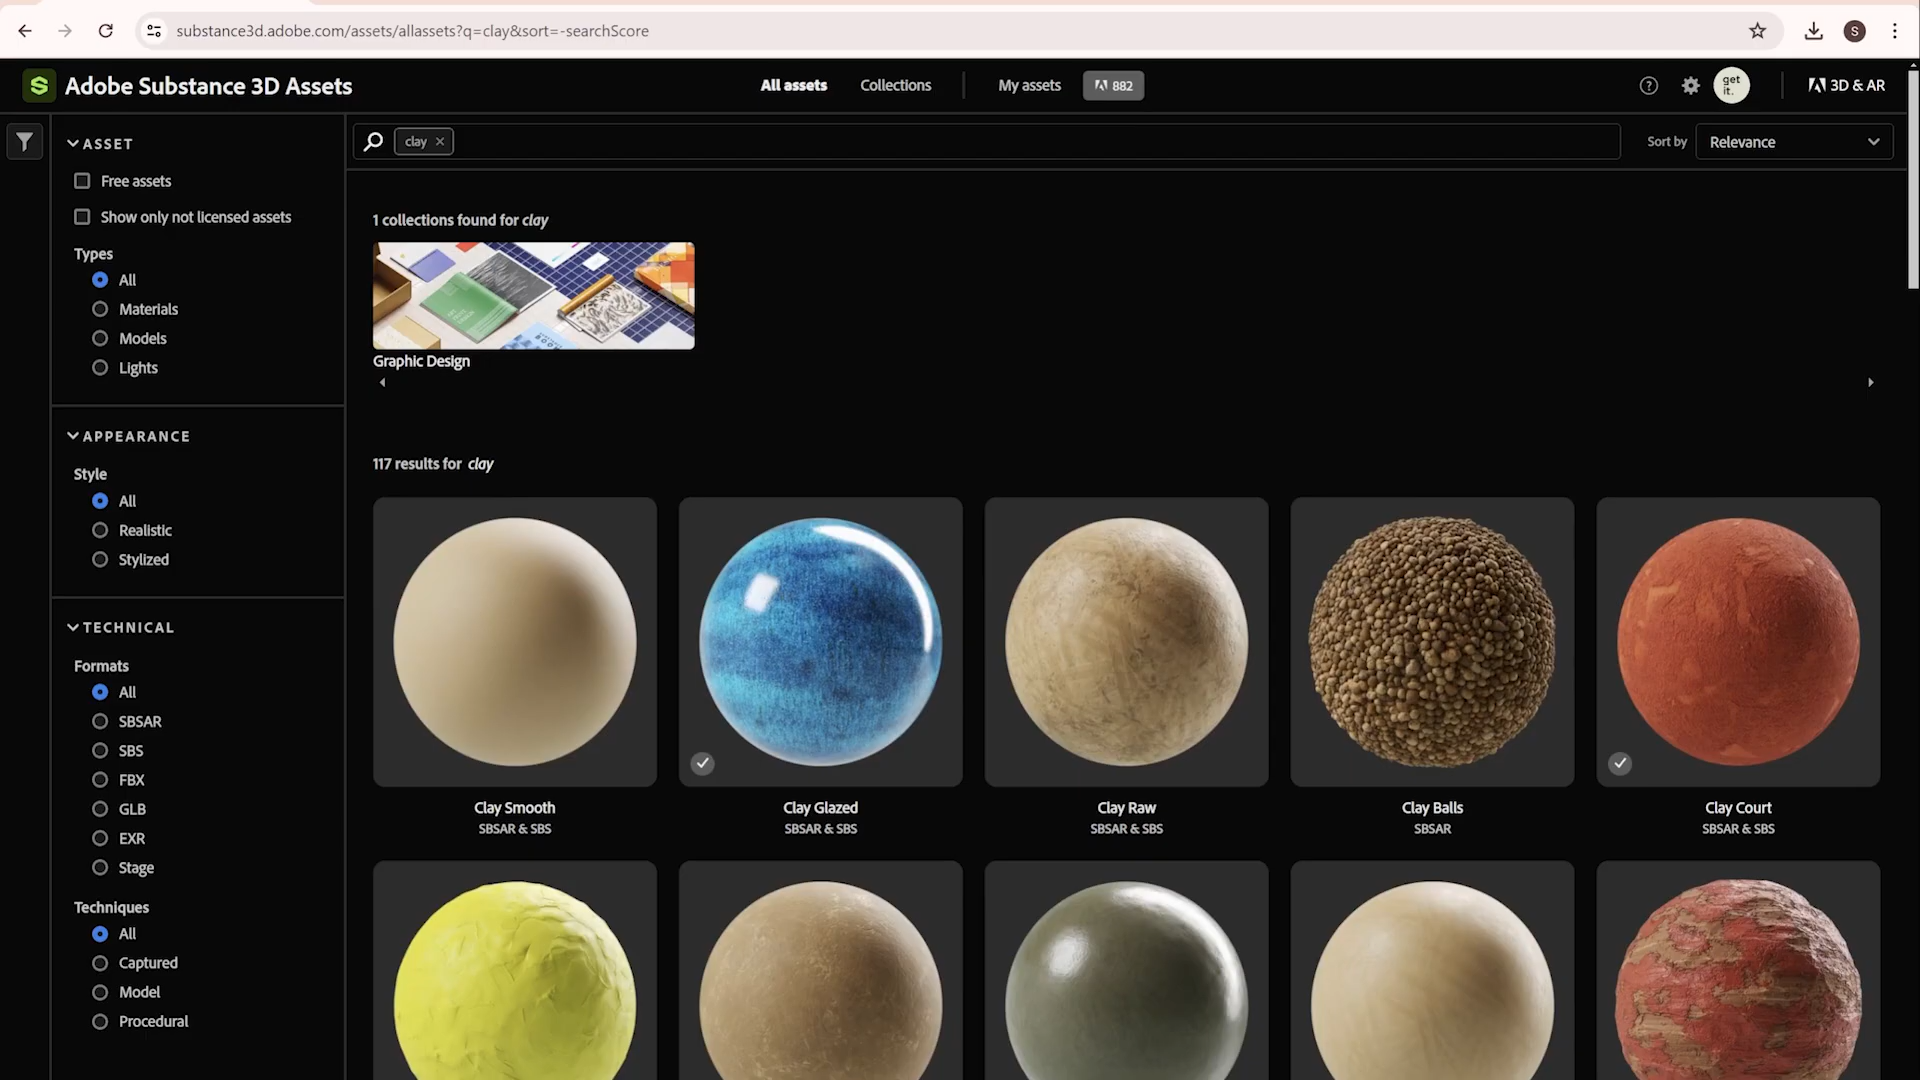 substance3d.adobe.com/assets/allassets?q=clay&sort=-searchScore
S
Adobe Substance 3D Assets
All assets
Collections
My assets
882
get
it.
3D & AR
ASSET
Free assets
Show only not licensed assets
Types
All
Materials
Models
Lights
APPEARANCE
Style
All
Realistic
Stylized
TECHNICAL
Formats
All
SBSAR
SBS
FBX
GLB
EXR
Stage
Techniques
All
Captured
Model
Procedural
clay
Sort by
Relevance
1 collections found for clay
Graphic Design
117 results for clay
Clay Smooth
SBSAR & SBS
Clay Glazed
SBSAR & SBS
Clay Raw
SBSAR & SBS
Clay Balls
SBSAR
Clay Court
SBSAR & SBS